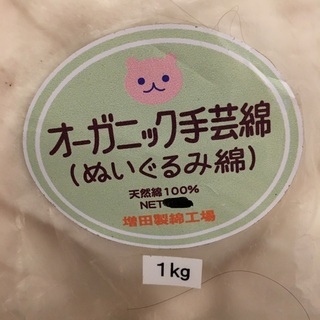 オーガニック手芸綿
(ぬいぐるみ綿)
天然綿100%
NET
増田製綿工場
1kg